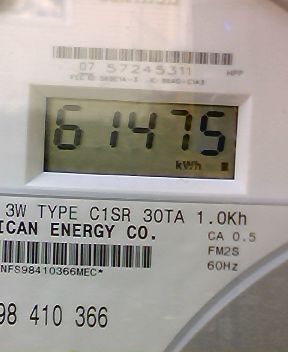 07 57245311 HPP
61475
kWh
3W TYPE C1SR 30TA 1.0Kh
ICAN ENERGY CO. CA 0.5
FM2S
NFS98410366MEC* 60Hz
98 410 366